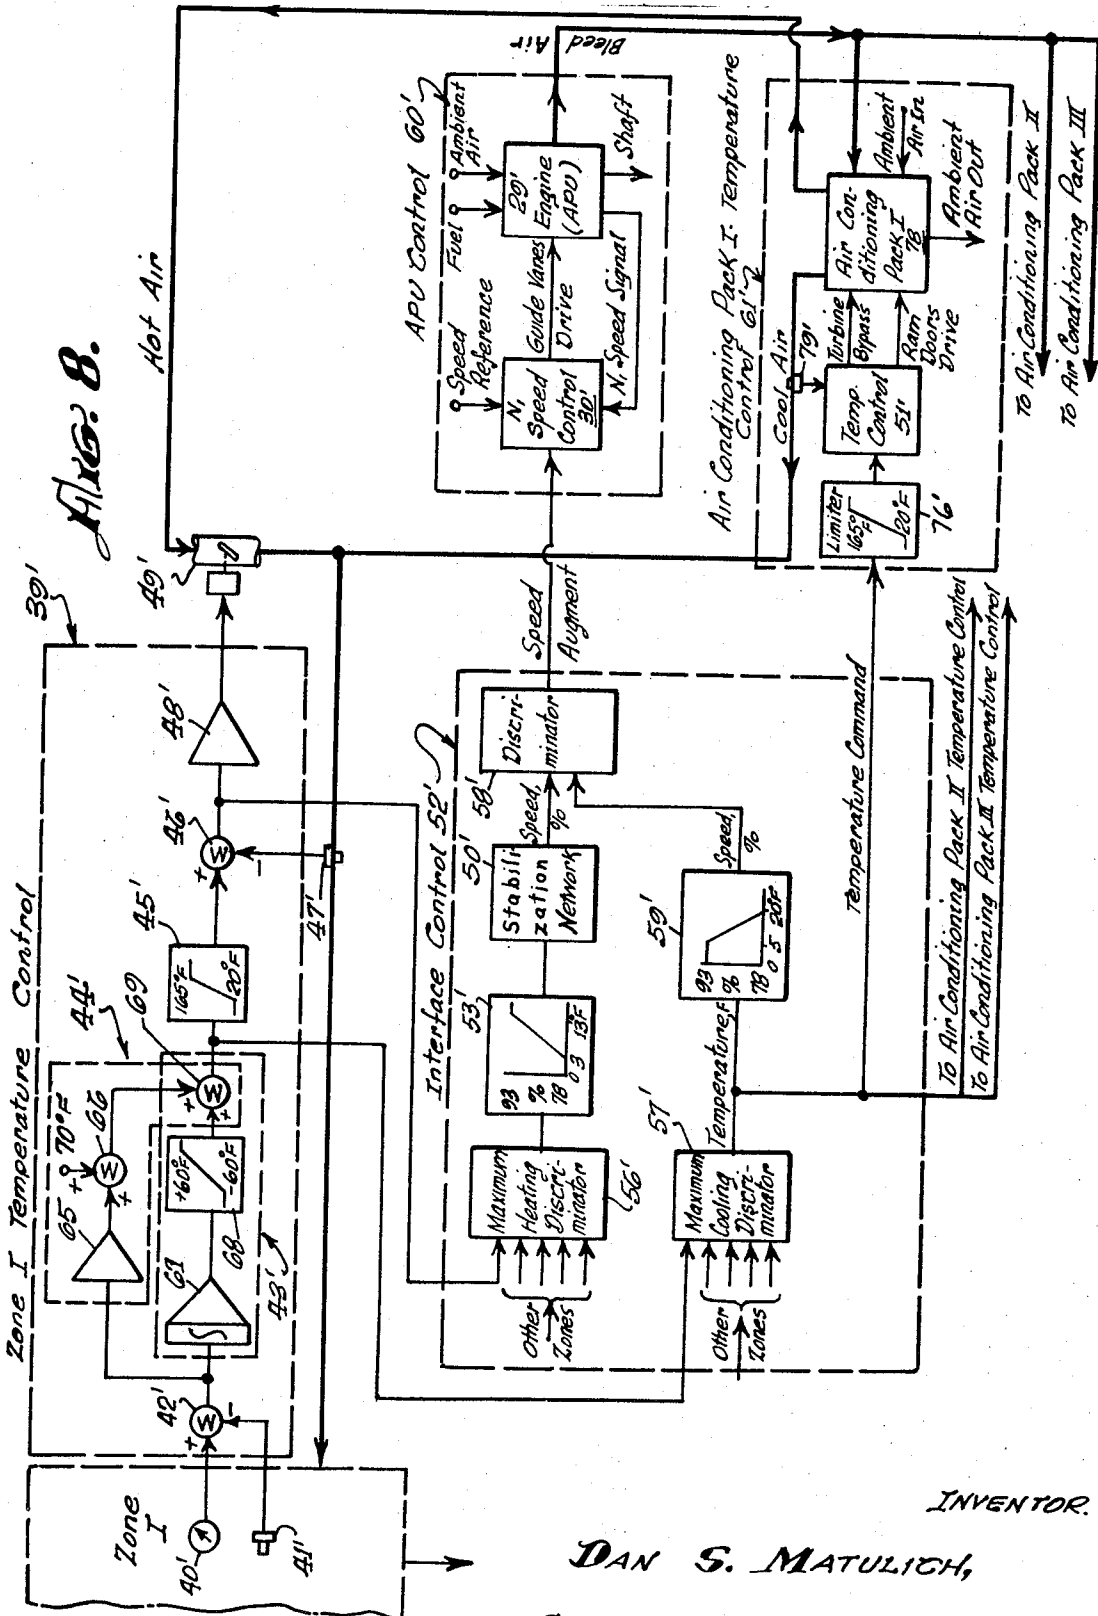 Fig. 8.
Zone I Temperature Control
39'
Zone
I
40'
41'
42'
+
-
43'
44'
65
66
70°F
+
+
67
∫
68
+60°F
-60°F
69
+
+
45'
165°F
20°F
46'
+
-
47'
48'
49'
Hot Air
Interface Control 52'
Maximum
Heating
Discri-
minator
56'
Other
Zones
53'
93
%
78
0 3 13°F
50'
Stabili-
zation
Network
Speed,
%
58'
Discri-
minator
Speed
Augment
Maximum
Cooling
Discri-
minator
57'
Other
Zones
Temperature,F
59'
93
%
78
0 5 20°F
Speed,
%
Temperature Command
To Air Conditioning Pack II Temperature Control
To Air Conditioning Pack III Temperature Control
APU Control 60'
Speed
Reference
Fuel
Ambient
Air
N, Speed
Control
30'
Guide Vanes
Drive
29'
Engine
(APU)
N, Speed Signal
Shaft
Bleed Air
Air Conditioning Pack I Temperature
Control 61'
Cool Air
79'
Limiter
165°F
20°F
76'
Temp.
Control
51'
Turbine
Bypass
Ram
Doors
Drive
Air Con-
ditioning
Pack I
78
Ambient
Air In
Ambient
Air Out
To Air Conditioning Pack II
To Air Conditioning Pack III
INVENTOR.
DAN S. MATULICH,